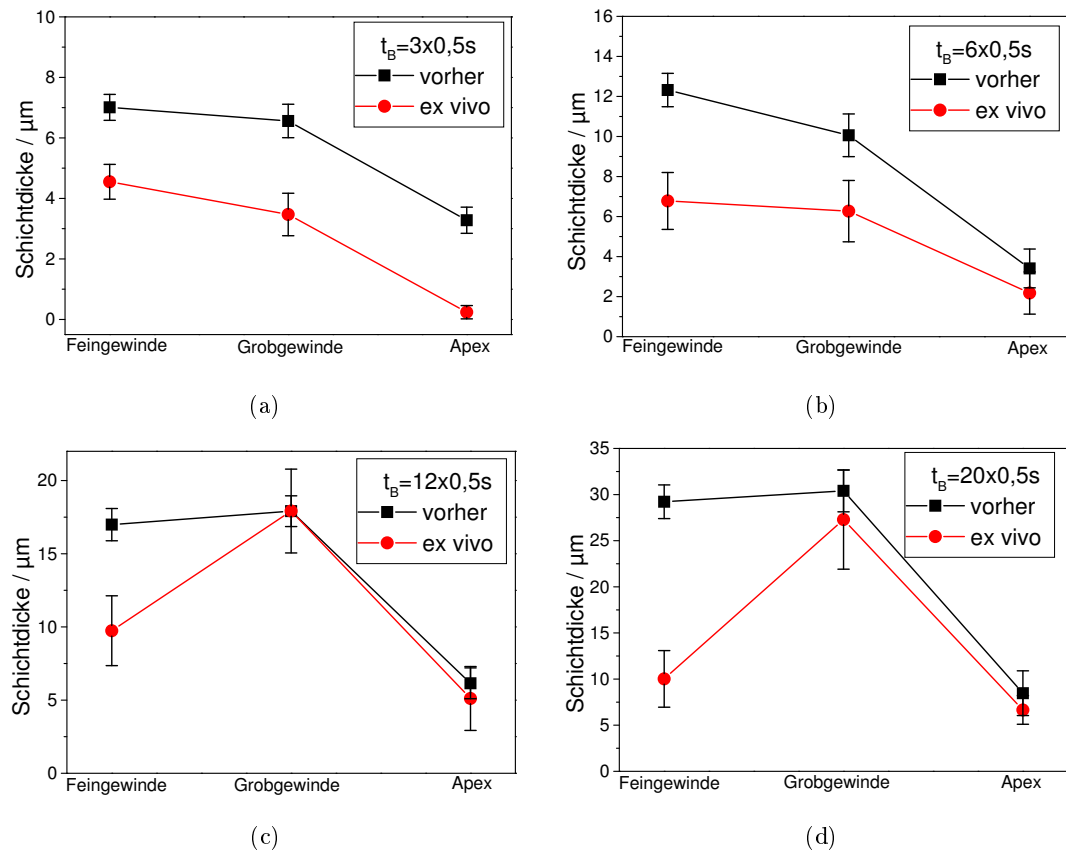 10
8
6
4
2
0
Schichtdicke / µm
t_B=3x0,5s
vorher
ex vivo
Feingewinde Grobgewinde Apex
(a)
16
14
12
10
8
6
4
2
0
Schichtdicke / µm
t_B=6x0,5s
vorher
ex vivo
Feingewinde Grobgewinde Apex
(b)
20
15
10
5
0
Schichtdicke / µm
t_B=12x0,5s
vorher
ex vivo
Feingewinde Grobgewinde Apex
(c)
35
30
25
20
15
10
5
0
Schichtdicke / µm
t_B=20x0,5s
vorher
ex vivo
Feingewinde Grobgewinde Apex
(d)